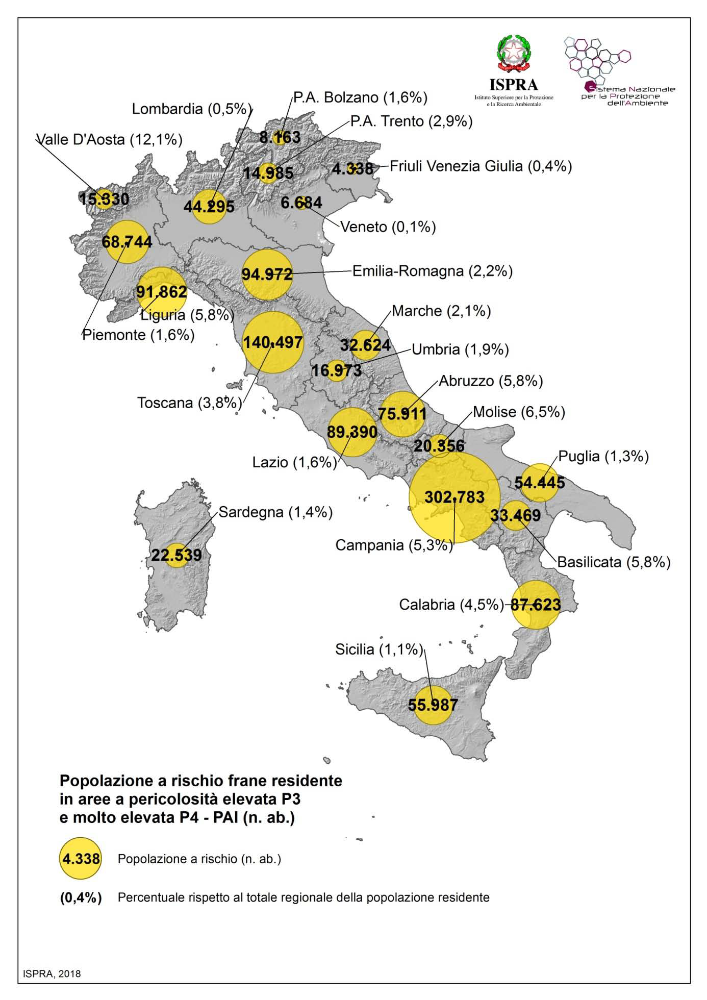 ISPRA
Istituto Superiore per la Protezione
e la Ricerca Ambientale
Sistema Nazionale
per la Protezione
dell'Ambiente
P.A. Bolzano (1,6%)
Lombardia (0,5%)
P.A. Trento (2,9%)
Valle D'Aosta (12,1%)
8.163
14.985
4.338
Friuli Venezia Giulia (0,4%)
15.330
44.295
6.684
Veneto (0,1%)
68.744
94.972
Emilia-Romagna (2,2%)
91.862
Liguria (5,8%)
Marche (2,1%)
Piemonte (1,6%)
140.497
32.624
Umbria (1,9%)
16.973
Abruzzo (5,8%)
Toscana (3,8%)
75.911
Molise (6,5%)
89.390
20.356
Puglia (1,3%)
Lazio (1,6%)
54.445
302.783
Sardegna (1,4%)
33.469
Campania (5,3%)
22.539
Basilicata (5,8%)
Calabria (4,5%)
87.623
Sicilia (1,1%)
55.987
Popolazione a rischio frane residente
in aree a pericolosità elevata P3
e molto elevata P4 - PAI (n. ab.)
4.338 Popolazione a rischio (n. ab.)
(0,4%) Percentuale rispetto al totale regionale della popolazione residente
ISPRA, 2018